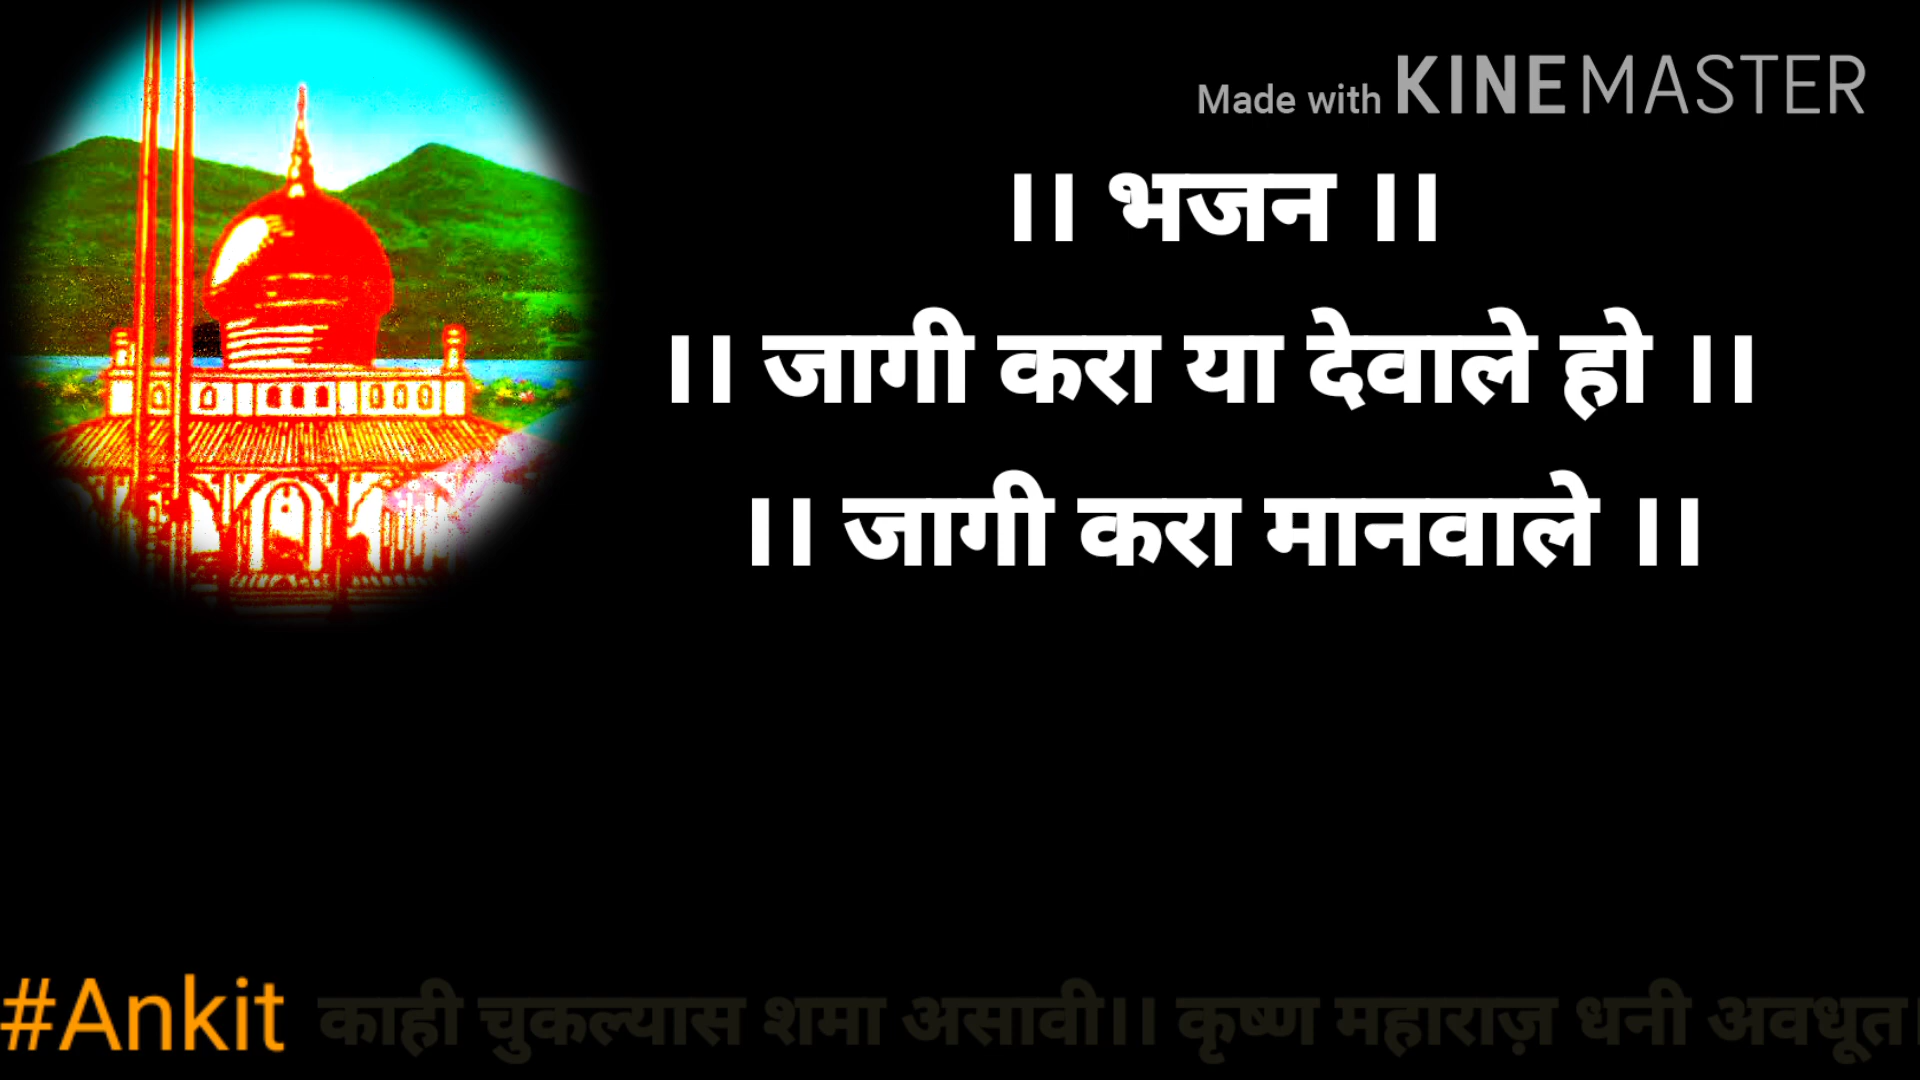 Made with KINEMASTER
।। भजन ।।
।। जागी करा या देवाले हो ।।
।। जागी करा मानवाले ।।
#Ankit काही चुकल्यास शमा असावी।। कृष्ण महाराज़ धनी अवधूत